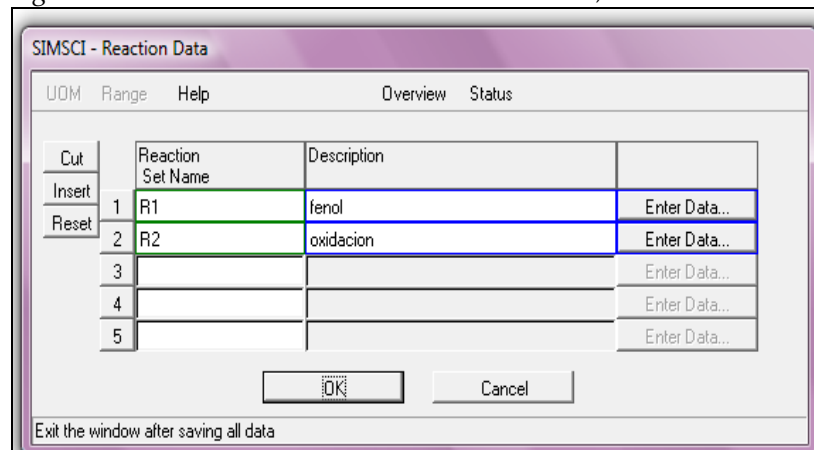 SIMSCI - Reaction Data
UOM Range Help Overview Status
Cut
Insert
Reset
Reaction Set Name
Description
1 R1 fenol Enter Data...
2 R2 oxidacion Enter Data...
3 Enter Data...
4 Enter Data...
5 Enter Data...
OK Cancel
Exit the window after saving all data